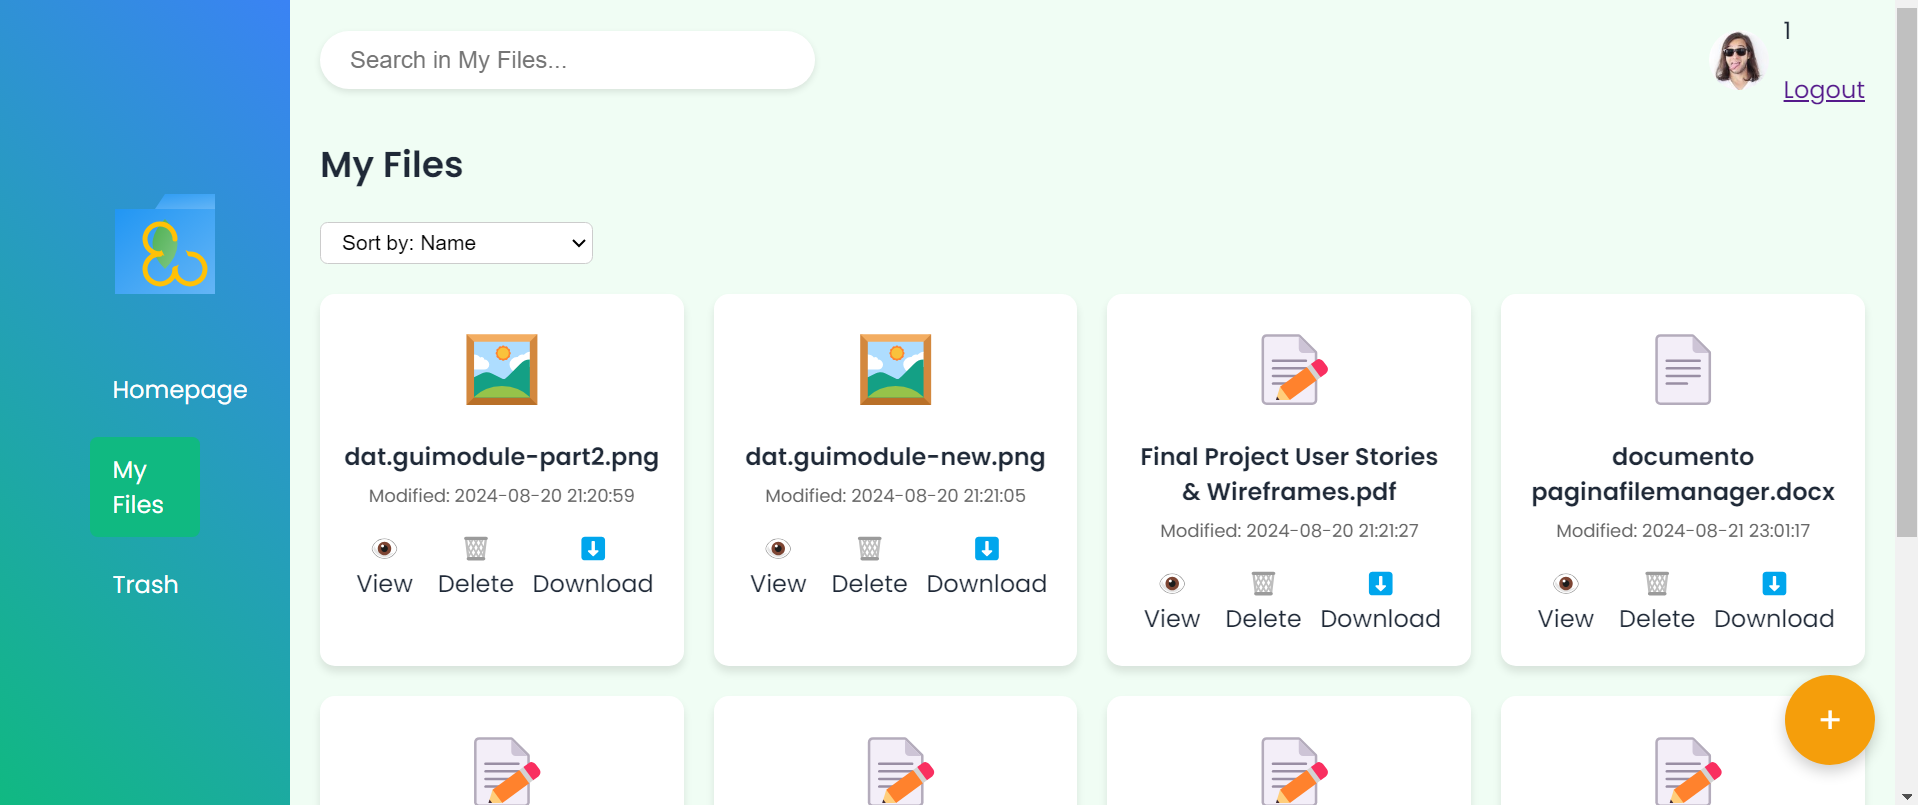 Search in My Files...
1
Logout
Homepage
My
Files
Trash
My Files
Sort by: Name
dat.guimodule-part2.png
Modified: 2024-08-20 21:20:59
View Delete Download
dat.guimodule-new.png
Modified: 2024-08-20 21:21:05
View Delete Download
Final Project User Stories
& Wireframes.pdf
Modified: 2024-08-20 21:21:27
View Delete Download
documento
paginafilemanager.docx
Modified: 2024-08-21 23:01:17
View Delete Download
+